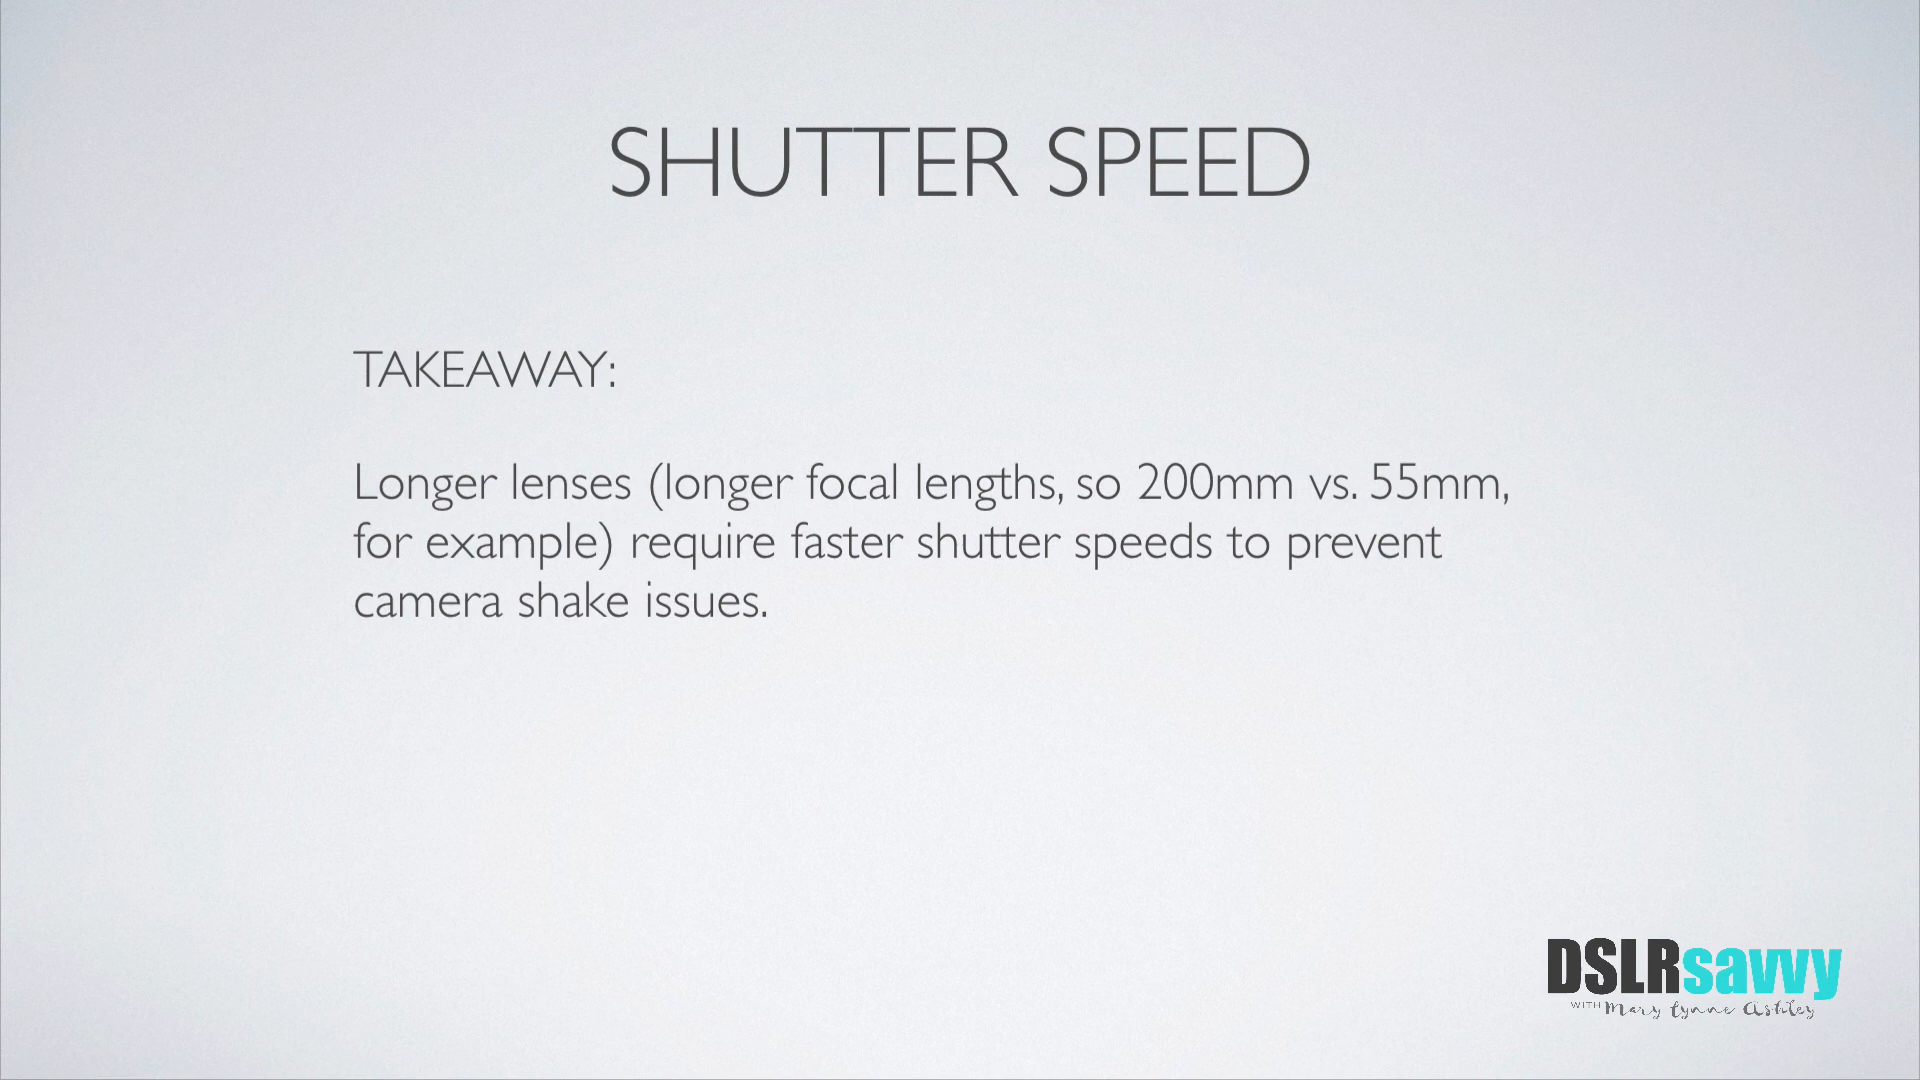 SHUTTER SPEED
TAKEAWAY:
Longer lenses (longer focal lengths, so 200mm vs. 55mm,
for example) require faster shutter speeds to prevent
camera shake issues.
DSLRsavvy
WITH Mary Lynne Ashley